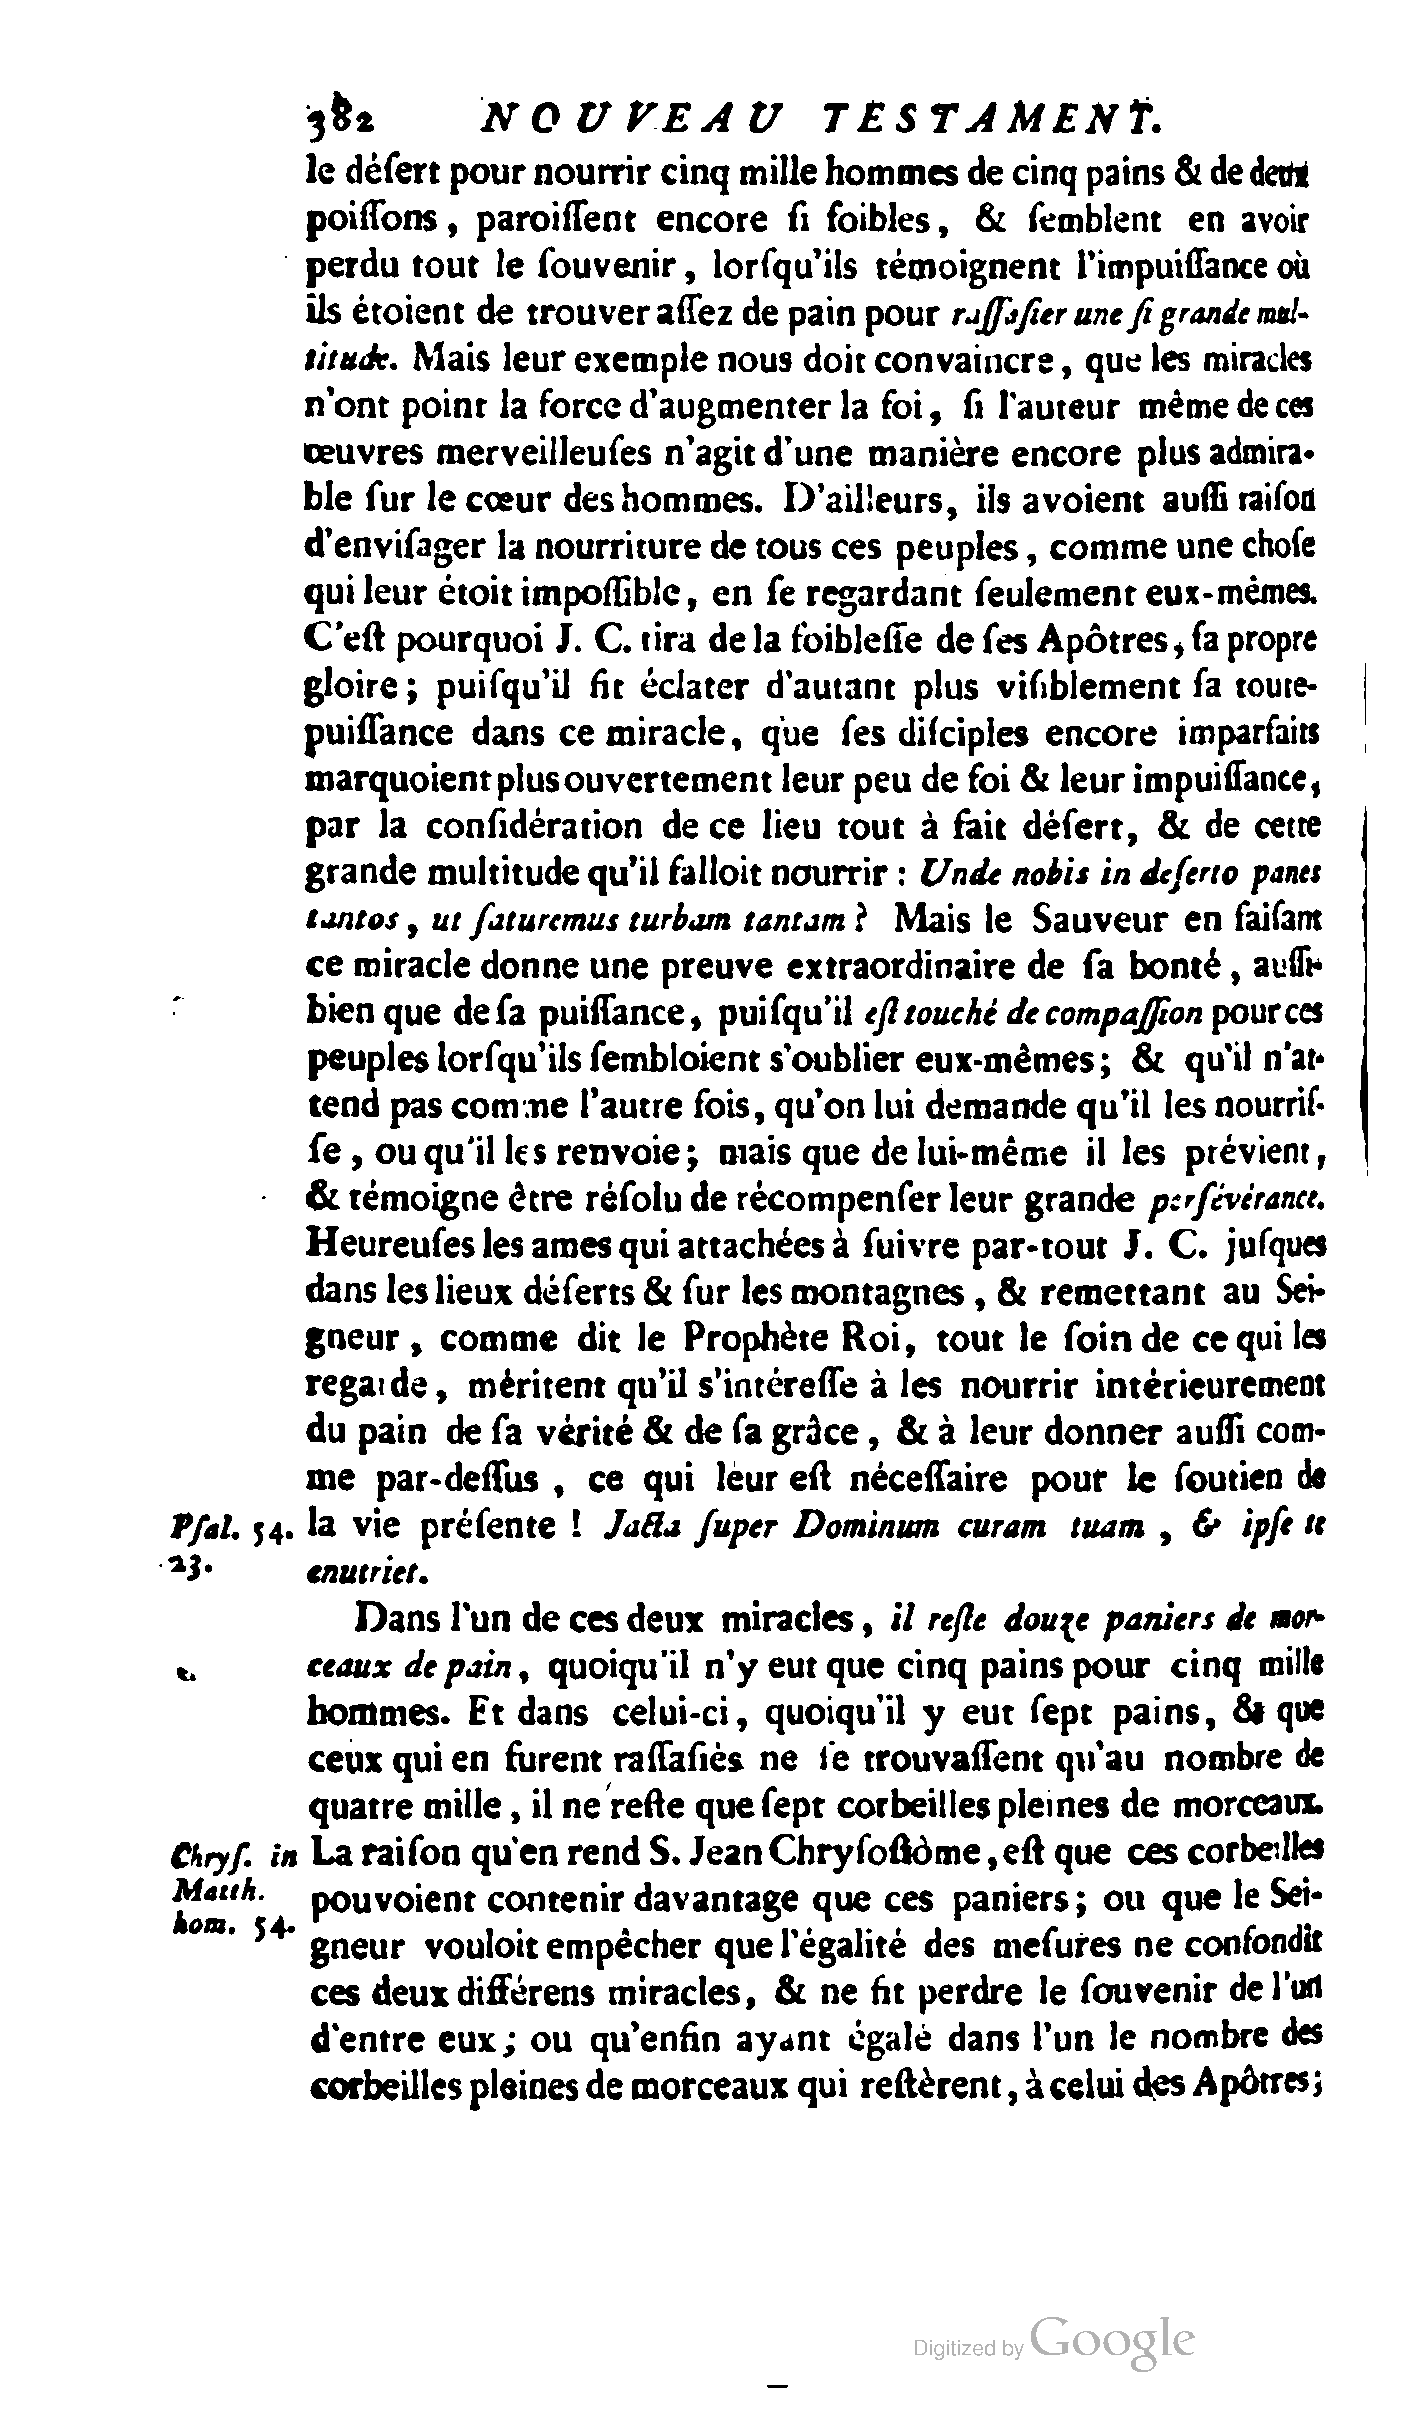 382 NOUVEAU TESTAMENT.
le déſert pour nourrir cinq mille hommes de cinq pains & de deux
poiſſons, paroiſſent encore ſi foibles, & ſemblent en avoir
perdu tout le ſouvenir, lorſqu'ils témoignent l'impuiſſance où
ils étoient de trouver aſſez de pain pour raſſaſier une ſi grande mul-
titude. Mais leur exemple nous doit convaincre, que les miracles
n'ont point la force d'augmenter la foi, ſi l'auteur même de ces
œuvres merveilleuſes n'agit d'une manière encore plus admira-
ble ſur le cœur des hommes. D'ailleurs, ils avoient auſſi raiſon
d'enviſager la nourriture de tous ces peuples, comme une choſe
qui leur étoit impoſſible, en ſe regardant ſeulement eux-mêmes.
C'eſt pourquoi J. C. tira de la foibleſſe de ſes Apôtres, ſa propre
gloire; puiſqu'il fit éclater d'autant plus viſiblement ſa toute-
puiſſance dans ce miracle, que ſes diſciples encore imparfaits
marquoient plus ouvertement leur peu de foi & leur impuiſſance,
par la conſidération de ce lieu tout à fait déſert, & de cette
grande multitude qu'il falloit nourrir : Unde nobis in deſerto panes
tantos, ut ſaturemus turbam tantam ? Mais le Sauveur en faiſant
ce miracle donne une preuve extraordinaire de ſa bonté, auſſi-
bien que de ſa puiſſance, puiſqu'il eſt touché de compaſſion pour ces
peuples lorſqu'ils ſembloient s'oublier eux-mêmes; & qu'il n'at-
tend pas comme l'autre fois, qu'on lui demande qu'il les nourriſ-
ſe, ou qu'il les renvoie; mais que de lui-même il les prévient,
& témoigne être réſolu de récompenſer leur grande perſévérance.
Heureuſes les ames qui attachées à ſuivre par-tout J. C. juſques
dans les lieux déſerts & ſur les montagnes, & remettant au Sei-
gneur, comme dit le Prophète Roi, tout le ſoin de ce qui les
regarde, méritent qu'il s'intéreſſe à les nourrir intérieurement
du pain de ſa vérité & de ſa grâce, & à leur donner auſſi com-
me par-deſſus, ce qui leur eſt néceſſaire pour le ſoutien de
Pſal. 54. la vie préſente ! Jacta ſuper Dominum curam tuam, & ipſe te
23. enutriet.
Dans l'un de ces deux miracles, il reſte douze paniers de mor-
ceaux de pain, quoiqu'il n'y eut que cinq pains pour cinq mille
hommes. Et dans celui-ci, quoiqu'il y eut ſept pains, & que
ceux qui en furent raſſaſiés ne ſe trouvaſſent qu'au nombre de
quatre mille, il ne reſte que ſept corbeilles pleines de morceaux.
Chryſ. in La raiſon qu'en rend S. Jean Chryſoſtôme, eſt que ces corbeilles
Matth. pouvoient contenir davantage que ces paniers; ou que le Sei-
hom. 54. gneur vouloit empêcher que l'égalité des meſures ne confondît
ces deux différens miracles, & ne fit perdre le ſouvenir de l'un
d'entre eux; ou qu'enfin ayant égalé dans l'un le nombre des
corbeilles pleines de morceaux qui reſtèrent, à celui des Apôtres;
Digitized by Google